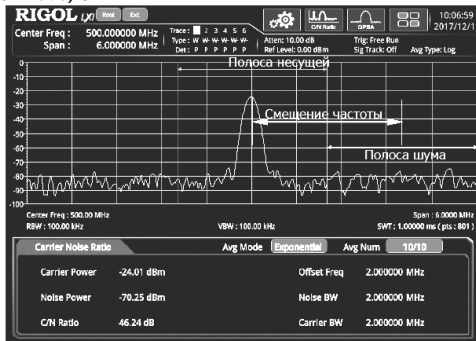 RIGOL LXI Rmt Ext 10:06:59
2017/12/1
C/N Ratio GPSA
Center Freq : 500.000000 MHz
Span : 6.000000 MHz
Trace : 1 2 3 4 5 6
Type : W W W W W W
Det : P P P P P P
Atten: 10.00 dB
Ref Level: 0.00 dBm
Trig: Free Run
Sig Track: Off Avg Type: Log
Полоса несущей
Смещение частоты
Полоса шума
0
-10
-20
-30
-40
-50
-60
-70
-80
-90
-100
Center Freq : 500.00 MHz Span : 6.0000 MHz
RBW : 100.00 kHz VBW : 100.00 kHz SWT : 1.00000 ms ( pts : 801 )
Carrier Noise Ratio Avg Mode Exponential Avg Num 10/10
Carrier Power -24.01 dBm Offset Freq 2.000000 MHz
Noise Power -70.25 dBm Noise BW 2.000000 MHz
C/N Ratio 46.24 dB Carrier BW 2.000000 MHz